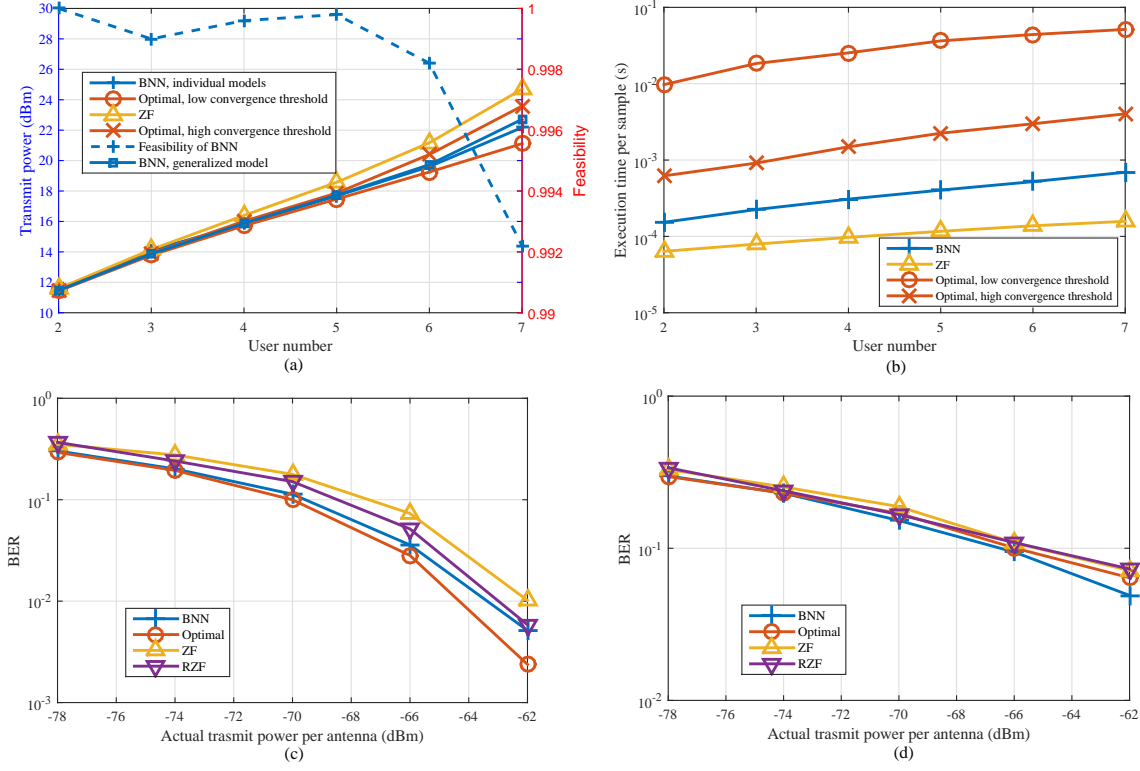 30
28
26
24
22
20
18
16
14
12
10
Transmit power (dBm)
BNN, individual models
Optimal, low convergence threshold
ZF
Optimal, high convergence threshold
Feasibility of BNN
BNN, generalized model
1
0.998
0.996
0.994
0.992
0.99
Feasibility
2 3 4 5 6 7
User number
(a)
10^0
10^-1
10^-2
10^-3
10^-4
10^-5
Execution time per sample (s)
BNN
ZF
Optimal, low convergence threshold
Optimal, high convergence threshold
2 3 4 5 6 7
User number
(b)
10^0
10^-1
10^-2
10^-3
BER
BNN
Optimal
ZF
RZF
-78 -76 -74 -72 -70 -68 -66 -64 -62
Actual trasmit power per antenna (dBm)
(c)
10^0
10^-1
10^-2
BER
BNN
Optimal
ZF
RZF
-78 -76 -74 -72 -70 -68 -66 -64 -62
Actual trasmit power per antenna (dBm)
(d)